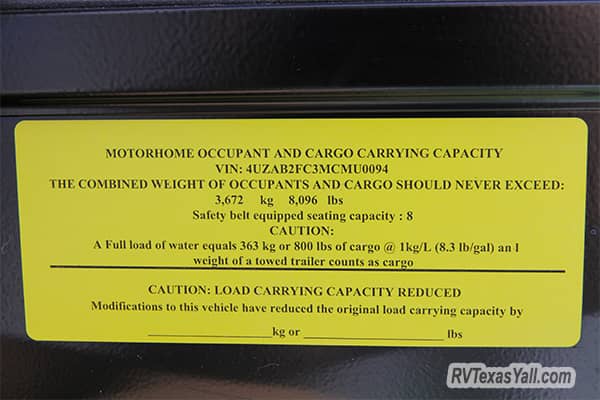 MOTORHOME OCCUPANT AND CARGO CARRYING CAPACITY
VIN: 4UZAB2FC3MCMU0094
THE COMBINED WEIGHT OF OCCUPANTS AND CARGO SHOULD NEVER EXCEED:
3,672 kg 8,096 lbs
Safety belt equipped seating capacity : 8
CAUTION:
A Full load of water equals 363 kg or 800 lbs of cargo @ 1kg/L (8.3 lb/gal) an l
weight of a towed trailer counts as cargo
CAUTION: LOAD CARRYING CAPACITY REDUCED
Modifications to this vehicle have reduced the original load carrying capacity by
____________________kg or ______________________ lbs
RVTexasYall.com